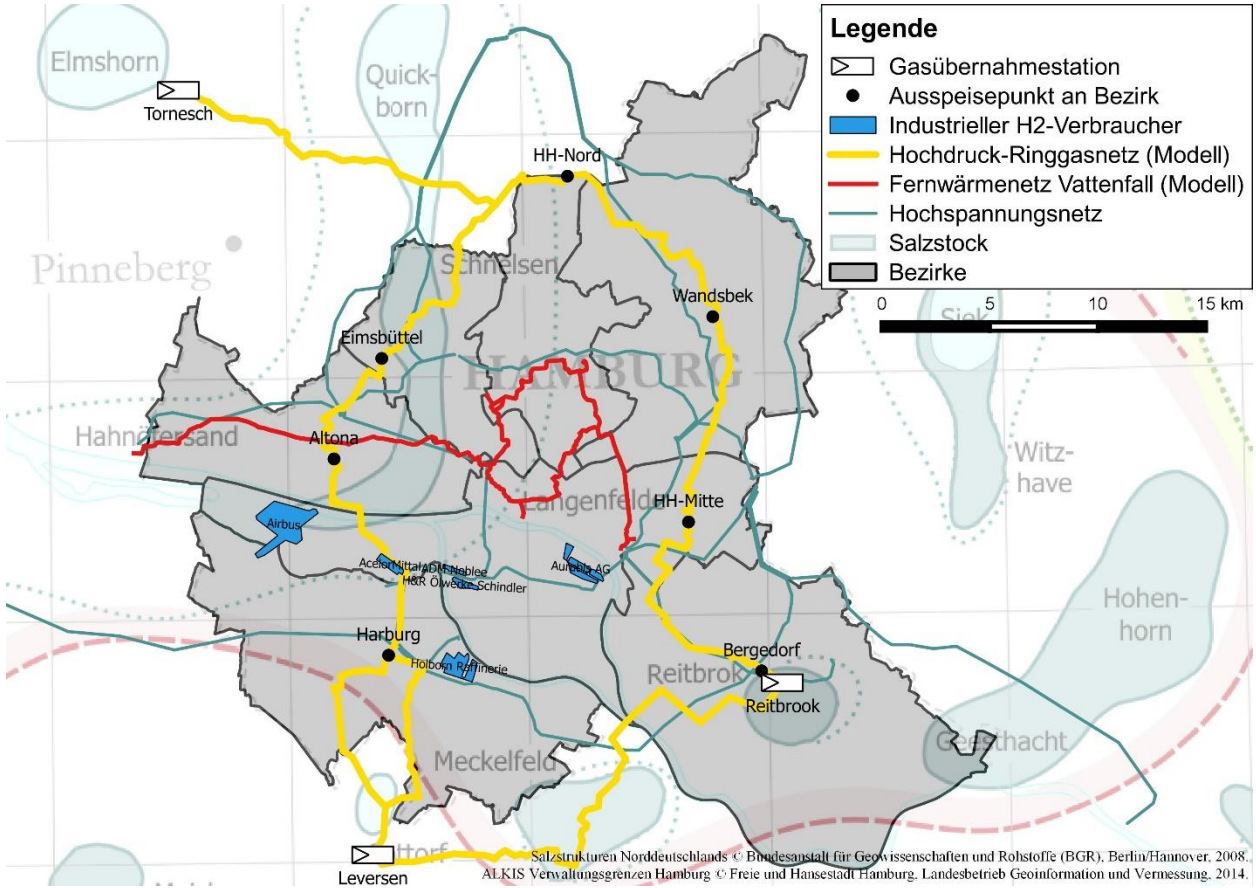 Elmshorn
Tornesch
Quick-
born
HH-Nord
Legende
Gasübernahmestation
Ausspeisepunkt an Bezirk
Industrieller H2-Verbraucher
Hochdruck-Ringgasnetz (Modell)
Fernwärmenetz Vattenfall (Modell)
Hochspannungsnetz
Salzstock
Bezirke
0 5 10 15 km
Pinneberg
Schnelsen
Siek
Wandsbek
Eimsbüttel
HAMBURG
Hahnöfersand
Altona
Witz-
have
Langenfelde
HH-Mitte
Airbus
AcelorMittal
ADM Noblee
H&R Ölwerke Schindler
Aurubis AG
Hohen-
horn
Harburg
Holborn Raffinerie
Bergedorf
Reitbrok
Reitbrook
Geesthacht
Meckelfeld
ttorf
Leversen
Salzstrukturen Norddeutschlands © Bundesanstalt für Geowissenschaften und Rohstoffe (BGR), Berlin/Hannover, 2008.
ALKIS Verwaltungsgrenzen Hamburg © Freie und Hansestadt Hamburg, Landesbetrieb Geoinformation und Vermessung, 2014.